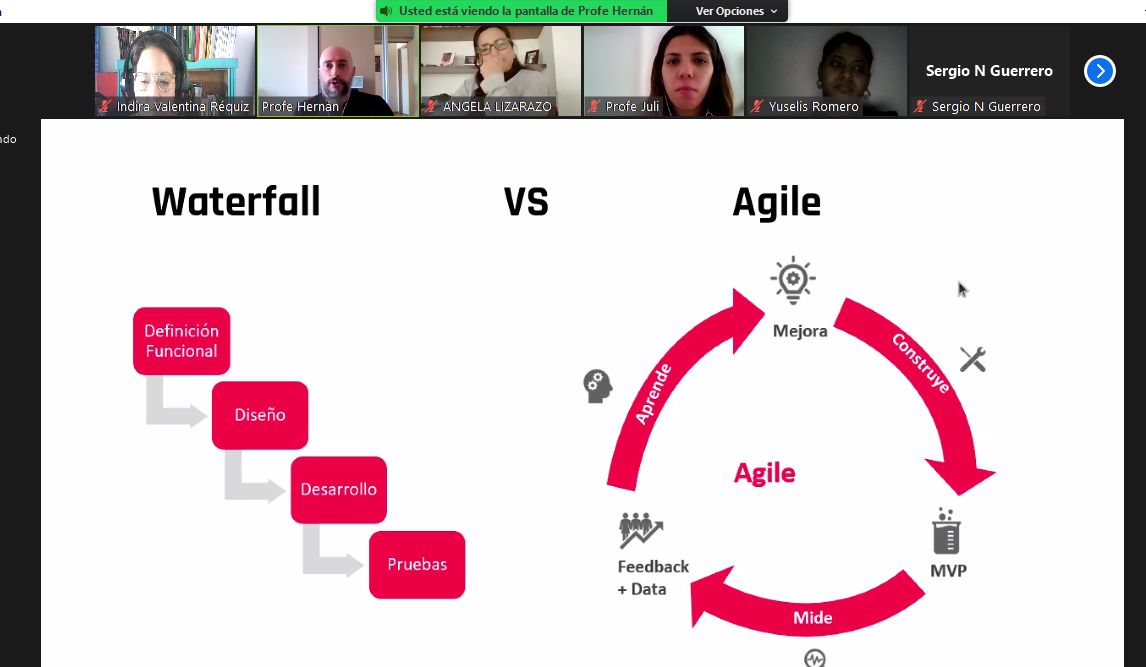 Usted está viendo la pantalla de Profe Hernán
Ver Opciones
Indira Valentina Réquiz
Profe Hernán
ANGELA LIZARAZO
Profe Juli
Yuselis Romero
Sergio N Guerrero
Sergio N Guerrero
Waterfall VS Agile
Definición
Funcional
Diseño
Desarrollo
Pruebas
Mejora
Construye
Aprende
Agile
MVP
Feedback
+ Data
Mide